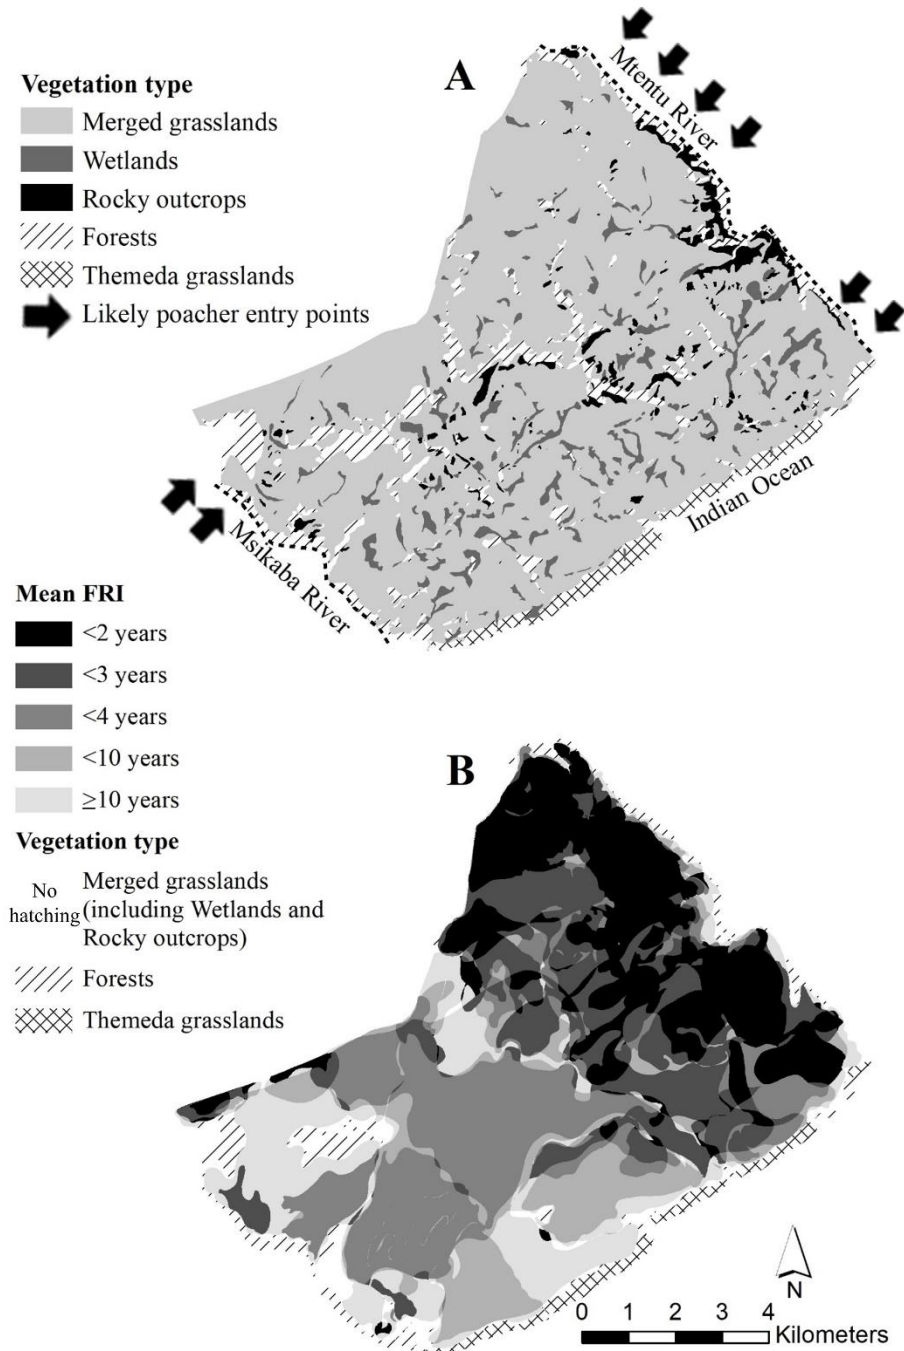 A
Mtentu River
Vegetation type
Merged grasslands
Wetlands
Rocky outcrops
Forests
Themeda grasslands
Likely poacher entry points
Indian Ocean
Msikaba River
Mean FRI
<2 years
<3 years
<4 years
<10 years
≥10 years
B
Vegetation type
No hatching
Merged grasslands
(including Wetlands and
Rocky outcrops)
Forests
Themeda grasslands
N
0 1 2 3 4
Kilometers